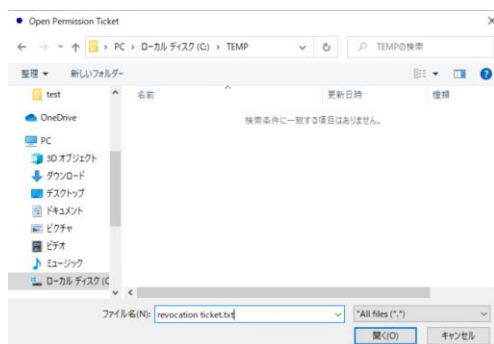 Open Permission Ticket
PC › ローカル ディスク (C:) › TEMP
TEMPの検索
整理 新しいフォルダー
test
OneDrive
PC
3D オブジェクト
ダウンロード
デスクトップ
ドキュメント
ピクチャ
ビデオ
ミュージック
ローカル ディスク (C
名前 更新日時 種類
検索条件に一致する項目はありません。
ファイル名(N): revocation ticket.txt "All files (*.*)
開く(O) キャンセル